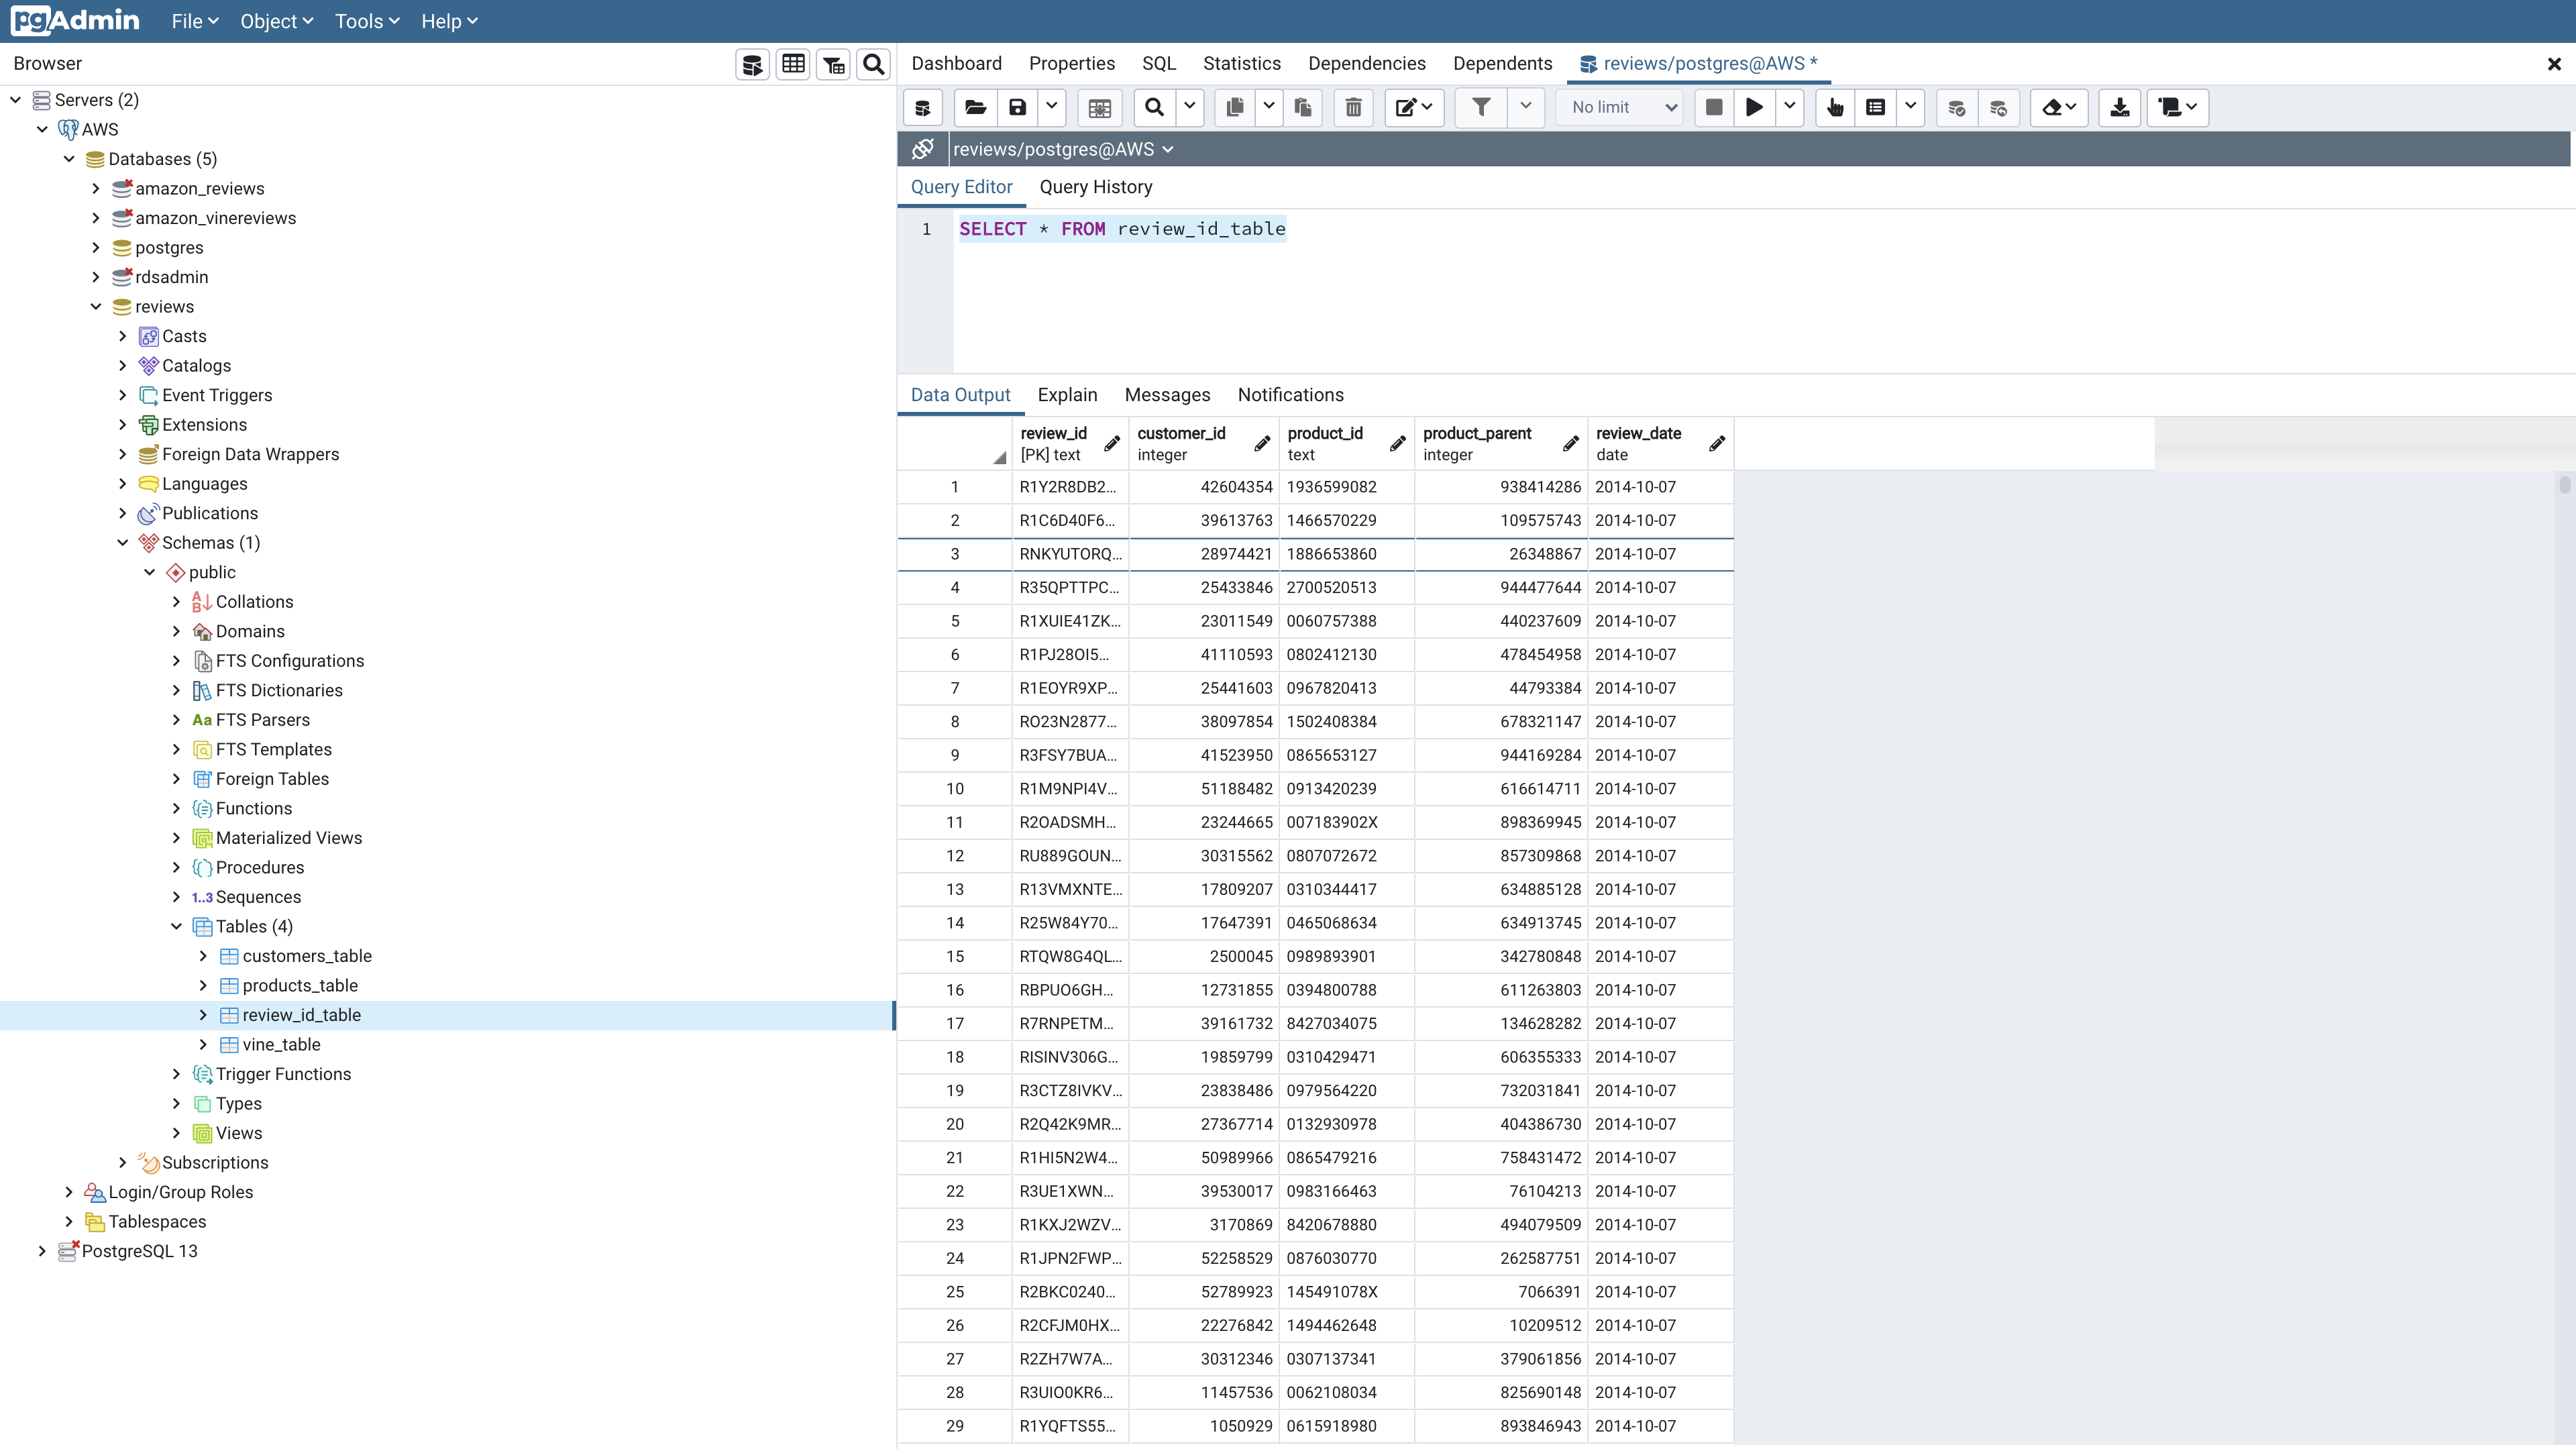 pgAdmin File Object Tools Help
Browser
Servers (2)
AWS
Databases (5)
amazon_reviews
amazon_vinereviews
postgres
rdsadmin
reviews
Casts
Catalogs
Event Triggers
Extensions
Foreign Data Wrappers
Languages
Publications
Schemas (1)
public
Collations
Domains
FTS Configurations
FTS Dictionaries
Aa FTS Parsers
FTS Templates
Foreign Tables
Functions
Materialized Views
Procedures
1..3 Sequences
Tables (4)
customers_table
products_table
review_id_table
vine_table
Trigger Functions
Types
Views
Subscriptions
Login/Group Roles
Tablespaces
PostgreSQL 13
Dashboard Properties SQL Statistics Dependencies Dependents reviews/postgres@AWS *
No limit
reviews/postgres@AWS
Query Editor Query History
1 SELECT * FROM review_id_table
Data Output Explain Messages Notifications
review_id customer_id product_id product_parent review_date
[PK] text integer text integer date
1 R1Y2R8DB2... 42604354 1936599082 938414286 2014-10-07
2 R1C6D40F6... 39613763 1466570229 109575743 2014-10-07
3 RNKYUTORQ... 28974421 1886653860 26348867 2014-10-07
4 R35QPTTPC... 25433846 2700520513 944477644 2014-10-07
5 R1XUIE41ZK... 23011549 0060757388 440237609 2014-10-07
6 R1PJ28OI5... 41110593 0802412130 478454958 2014-10-07
7 R1EOYR9XP... 25441603 0967820413 44793384 2014-10-07
8 RO23N2877... 38097854 1502408384 678321147 2014-10-07
9 R3FSY7BUA... 41523950 0865653127 944169284 2014-10-07
10 R1M9NPI4V... 51188482 0913420239 616614711 2014-10-07
11 R2OADSMH... 23244665 007183902X 898369945 2014-10-07
12 RU889GOUN... 30315562 0807072672 857309868 2014-10-07
13 R13VMXNTE... 17809207 0310344417 634885128 2014-10-07
14 R25W84Y70... 17647391 0465068634 634913745 2014-10-07
15 RTQW8G4QL... 2500045 0989893901 342780848 2014-10-07
16 RBPUO6GH... 12731855 0394800788 611263803 2014-10-07
17 R7RNPETM... 39161732 8427034075 134628282 2014-10-07
18 RISINV306G... 19859799 0310429471 606355333 2014-10-07
19 R3CTZ8IVKV... 23838486 0979564220 732031841 2014-10-07
20 R2Q42K9MR... 27367714 0132930978 404386730 2014-10-07
21 R1HI5N2W4... 50989966 0865479216 758431472 2014-10-07
22 R3UE1XWN... 39530017 0983166463 76104213 2014-10-07
23 R1KXJ2WZV... 3170869 8420678880 494079509 2014-10-07
24 R1JPN2FWP... 52258529 0876030770 262587751 2014-10-07
25 R2BKC0240... 52789923 145491078X 7066391 2014-10-07
26 R2CFJM0HX... 22276842 1494462648 10209512 2014-10-07
27 R2ZH7W7A... 30312346 0307137341 379061856 2014-10-07
28 R3UIO0KR6... 11457536 0062108034 825690148 2014-10-07
29 R1YQFTS55... 1050929 0615918980 893846943 2014-10-07